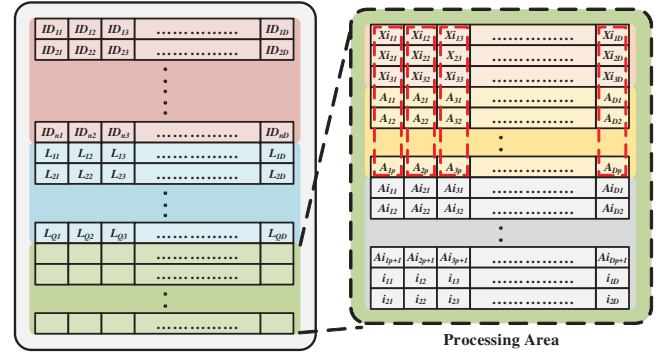 ID11 ID12 ID13 ................... ID1D
ID21 ID22 ID23 ................... ID2D
IDn1 IDn2 IDn3 ................... IDnD
L11 L12 L13 ................... L1D
L21 L22 L23 ................... L2D
LQ1 LQ2 LQ3 ................... LQD
Xi11 Xi12 Xi13 ................... Xi1D
Xi21 Xi22 X23 ................... Xi2D
Xi31 Xi32 Xi33 ................... Xi3D
A11 A21 A31 ................... AD1
A12 A22 A32 ................... AD2
A1p A2p A3p ................... ADp
Ai11 Ai21 Ai31 ................... AiD1
Ai12 Ai22 Ai32 ................... AiD2
Ai1p+1 Ai2p+1 Ai3p+1 ................... AiDp+1
i11 i12 i13 ................... i1D
i21 i22 i23 ................... i2D
Processing Area